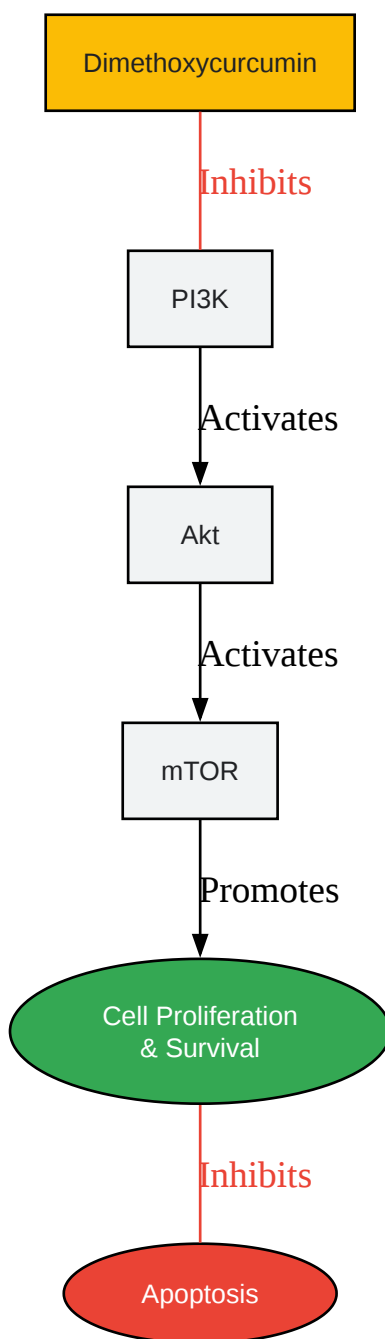 Dimethoxycurcumin
Inhibits
PI3K
Activates
Akt
Activates
mTOR
Promotes
Cell Proliferation
& Survival
Inhibits
Apoptosis